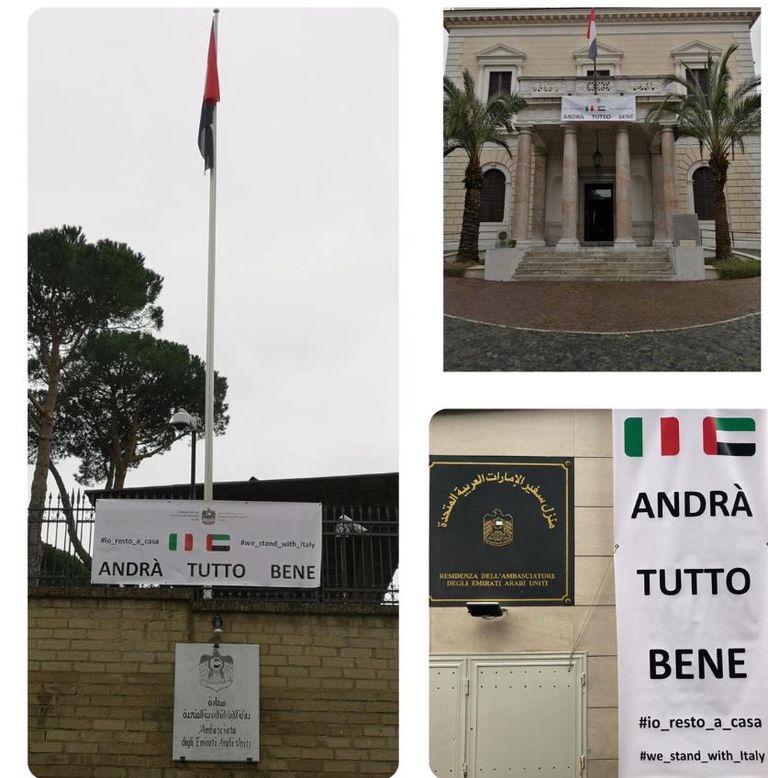 #io_resto_a_casa
#we_stand_with_Italy
ANDRÀ TUTTO BENE
سفارة
دولة الإمارات العربية المتحدة
Ambasciata
degli Emirati Arabi Uniti
ANDRÀ TUTTO BENE
منزل سفير الإمارات العربية المتحدة
RESIDENZA DELL'AMBASCIATORE
DEGLI EMIRATI ARABI UNITI
ANDRÀ
TUTTO
BENE
#io_resto_a_casa
#we_stand_with_Italy